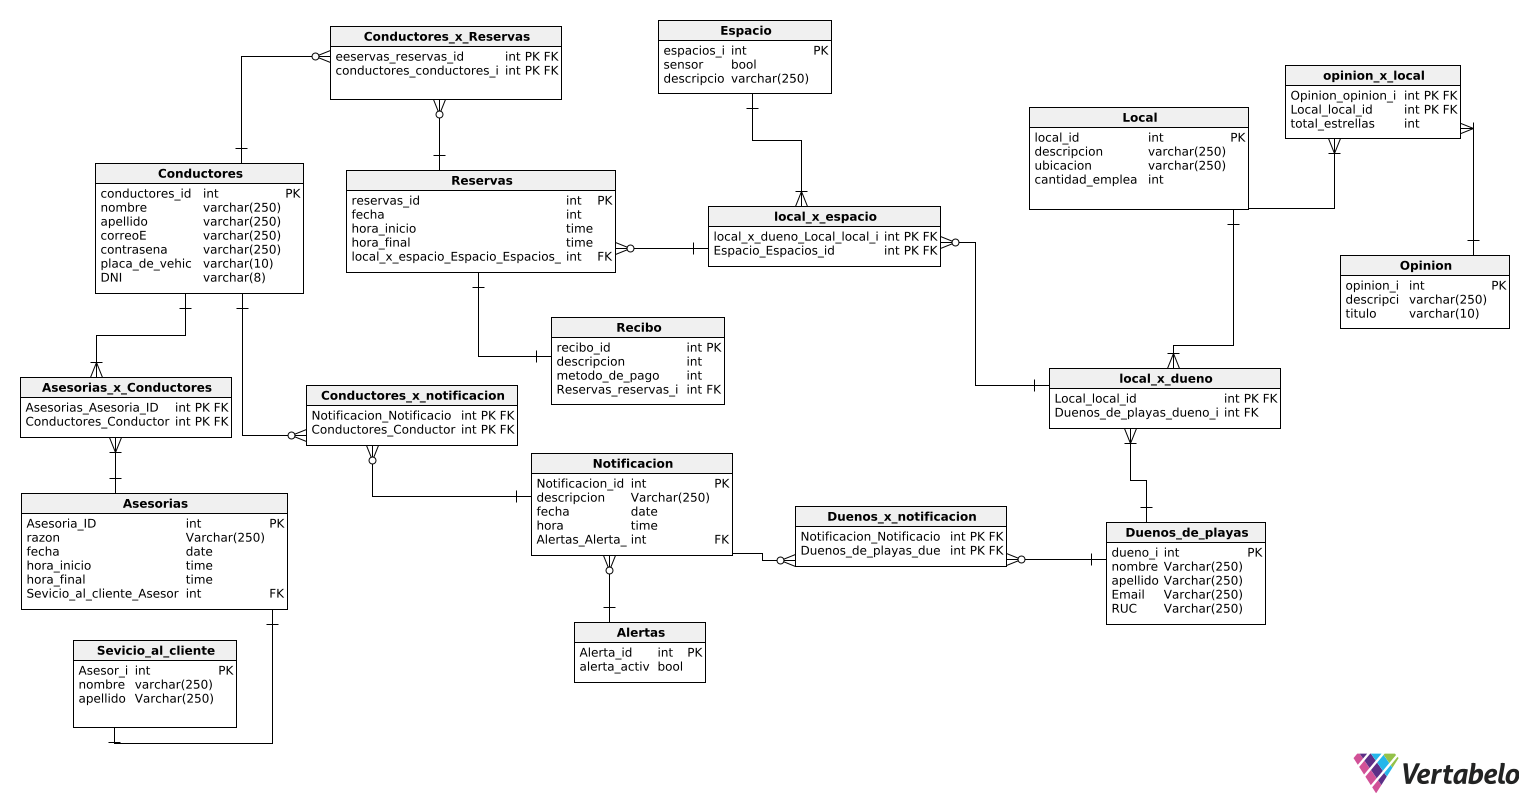 Conductores_x_Reservas
eeservas_reservas_id int PK FK
conductores_conductores_i int PK FK
Espacio
espacios_i int PK
sensor bool
descripcio varchar(250)
opinion_x_local
Opinion_opinion_i int PK FK
Local_local_id int PK FK
total_estrellas int
Local
local_id int PK
descripcion varchar(250)
ubicacion varchar(250)
cantidad_emplea int
Conductores
conductores_id int PK
nombre varchar(250)
apellido varchar(250)
correoE varchar(250)
contrasena varchar(250)
placa_de_vehic varchar(10)
DNI varchar(8)
Reservas
reservas_id int PK
fecha int
hora_inicio time
hora_final time
local_x_espacio_Espacio_Espacios_ int FK
local_x_espacio
local_x_dueno_Local_local_i int PK FK
Espacio_Espacios_id int PK FK
Opinion
opinion_i int PK
descripci varchar(250)
titulo varchar(10)
Recibo
recibo_id int PK
descripcion int
metodo_de_pago int
Reservas_reservas_i int FK
local_x_dueno
Local_local_id int PK FK
Duenos_de_playas_dueno_i int FK
Asesorias_x_Conductores
Asesorias_Asesoria_ID int PK FK
Conductores_Conductor int PK FK
Conductores_x_notificacion
Notificacion_Notificacio int PK FK
Conductores_Conductor int PK FK
Notificacion
Notificacion_id int PK
descripcion Varchar(250)
fecha date
hora time
Alertas_Alerta_ int FK
Asesorias
Asesoria_ID int PK
razon Varchar(250)
fecha date
hora_inicio time
hora_final time
Sevicio_al_cliente_Asesor int FK
Duenos_x_notificacion
Notificacion_Notificacio int PK FK
Duenos_de_playas_due int PK FK
Duenos_de_playas
dueno_i int PK
nombre Varchar(250)
apellido Varchar(250)
Email Varchar(250)
RUC Varchar(250)
Alertas
Alerta_id int PK
alerta_activ bool
Sevicio_al_cliente
Asesor_i int PK
nombre varchar(250)
apellido Varchar(250)
Vertabelo